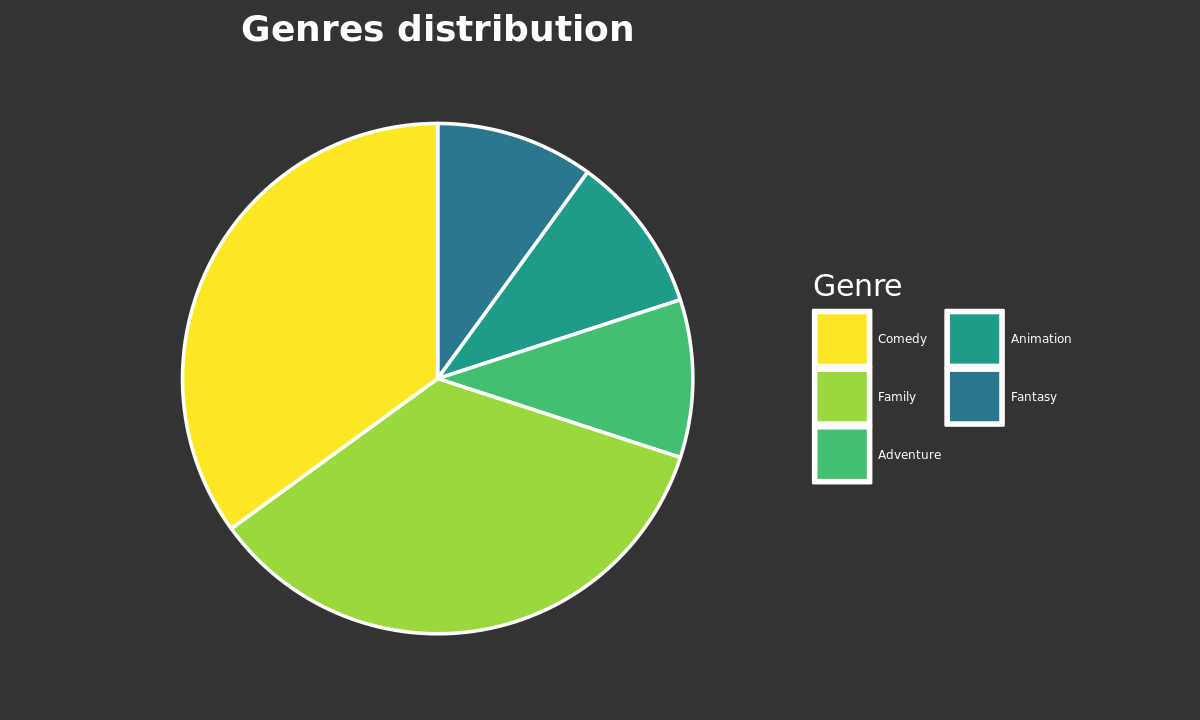 Genres distribution
Genre
Comedy
Family
Adventure
Animation
Fantasy